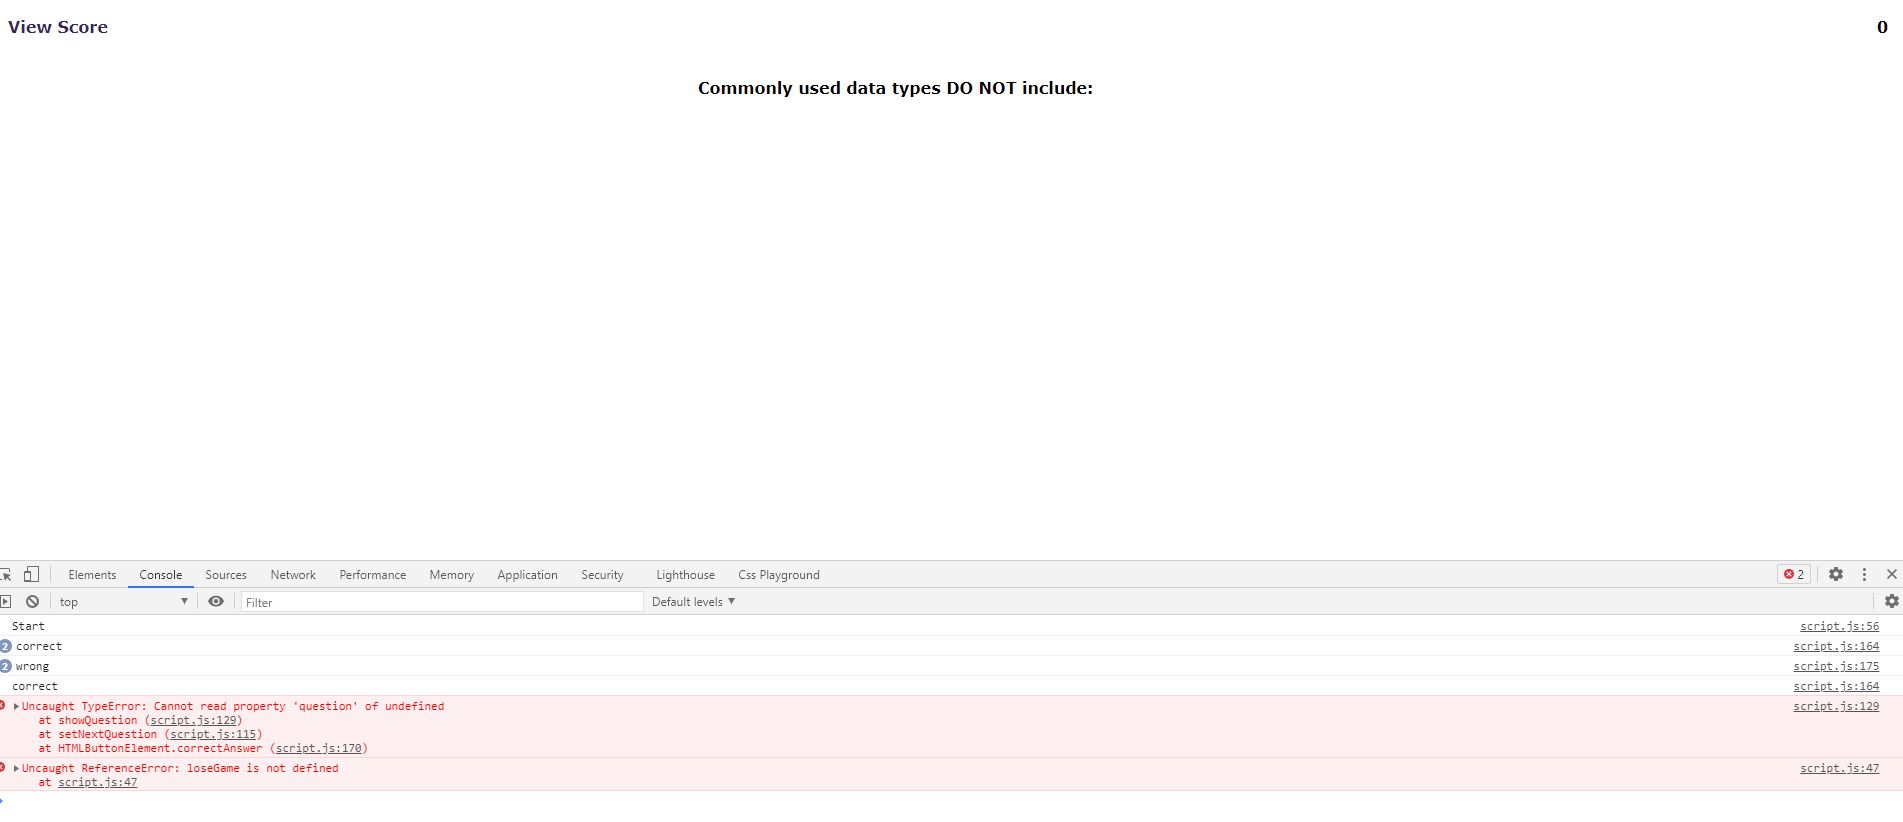 View Score 0
Commonly used data types DO NOT include:
Elements Console Sources Network Performance Memory Application Security Lighthouse Css Playground 2
top Filter Default levels
Start script.js:56
2 correct script.js:164
2 wrong script.js:175
correct script.js:164
Uncaught TypeError: Cannot read property 'question' of undefined script.js:129
at showQuestion (script.js:129)
at setNextQuestion (script.js:115)
at HTMLButtonElement.correctAnswer (script.js:170)
Uncaught ReferenceError: loseGame is not defined script.js:47
at script.js:47